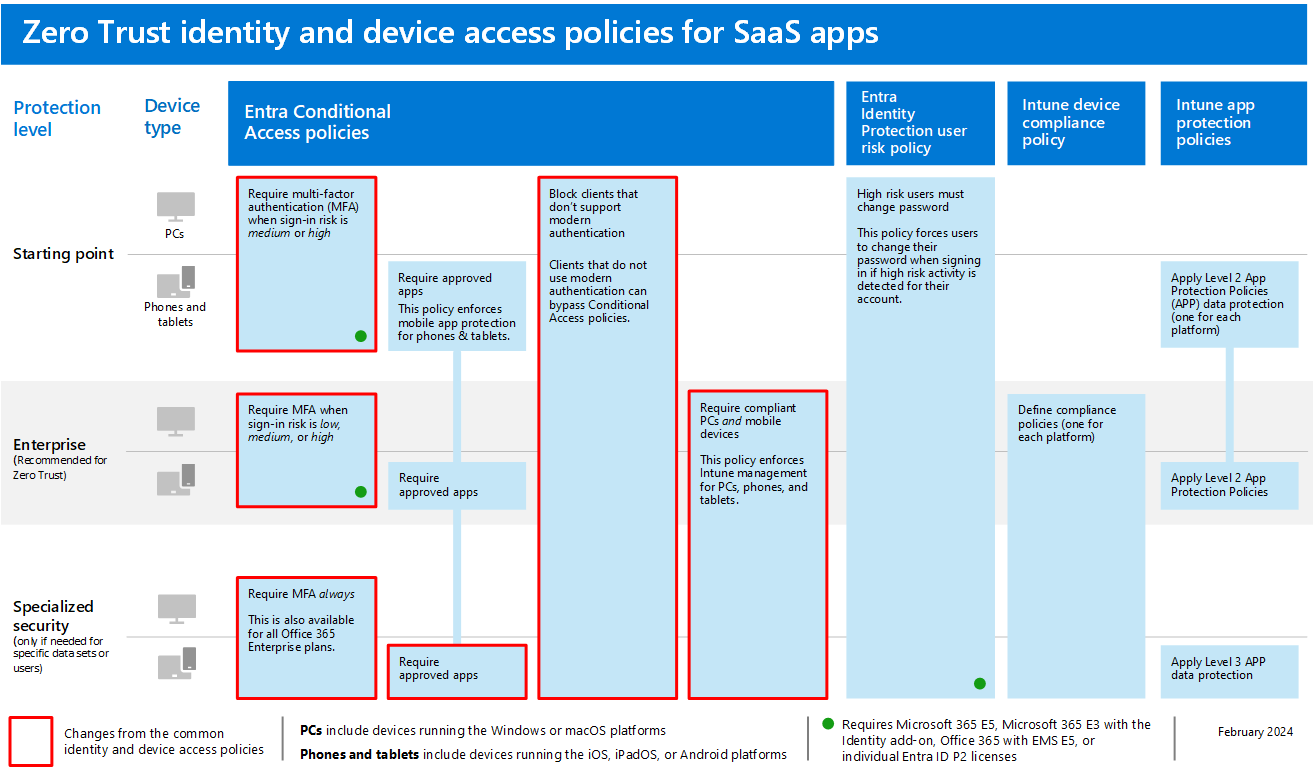 Zero Trust identity and device access policies for SaaS apps
Protection
level
Device
type
Entra Conditional
Access policies
Entra
Identity
Protection user
risk policy
Intune device
compliance
policy
Intune app
protection
policies
Starting point
PCs
Phones and
tablets
Require multi-factor
authentication (MFA)
when sign-in risk is
medium or high
Require approved
apps
This policy enforces
mobile app protection
for phones & tablets.
Block clients that
don't support
modern
authentication
Clients that do not
use modern
authentication can
bypass Conditional
Access policies.
High risk users must
change password
This policy forces users
to change their
password when signing
in if high risk activity is
detected for their
account.
Apply Level 2 App
Protection Policies
(APP) data protection
(one for each
platform)
Enterprise
(Recommended for
Zero Trust)
Require MFA when
sign-in risk is low,
medium, or high
Require
approved apps
Require compliant
PCs and mobile
devices
This policy enforces
Intune management
for PCs, phones, and
tablets.
Define compliance
policies (one for
each platform)
Apply Level 2 App
Protection Policies
Specialized
security
(only if needed for
specific data sets or
users)
Require MFA always
This is also available
for all Office 365
Enterprise plans.
Require
approved apps
Apply Level 3 APP
data protection
Changes from the common
identity and device access policies
PCs include devices running the Windows or macOS platforms
Phones and tablets include devices running the iOS, iPadOS, or Android platforms
Requires Microsoft 365 E5, Microsoft 365 E3 with the
Identity add-on, Office 365 with EMS E5, or
individual Entra ID P2 licenses
February 2024